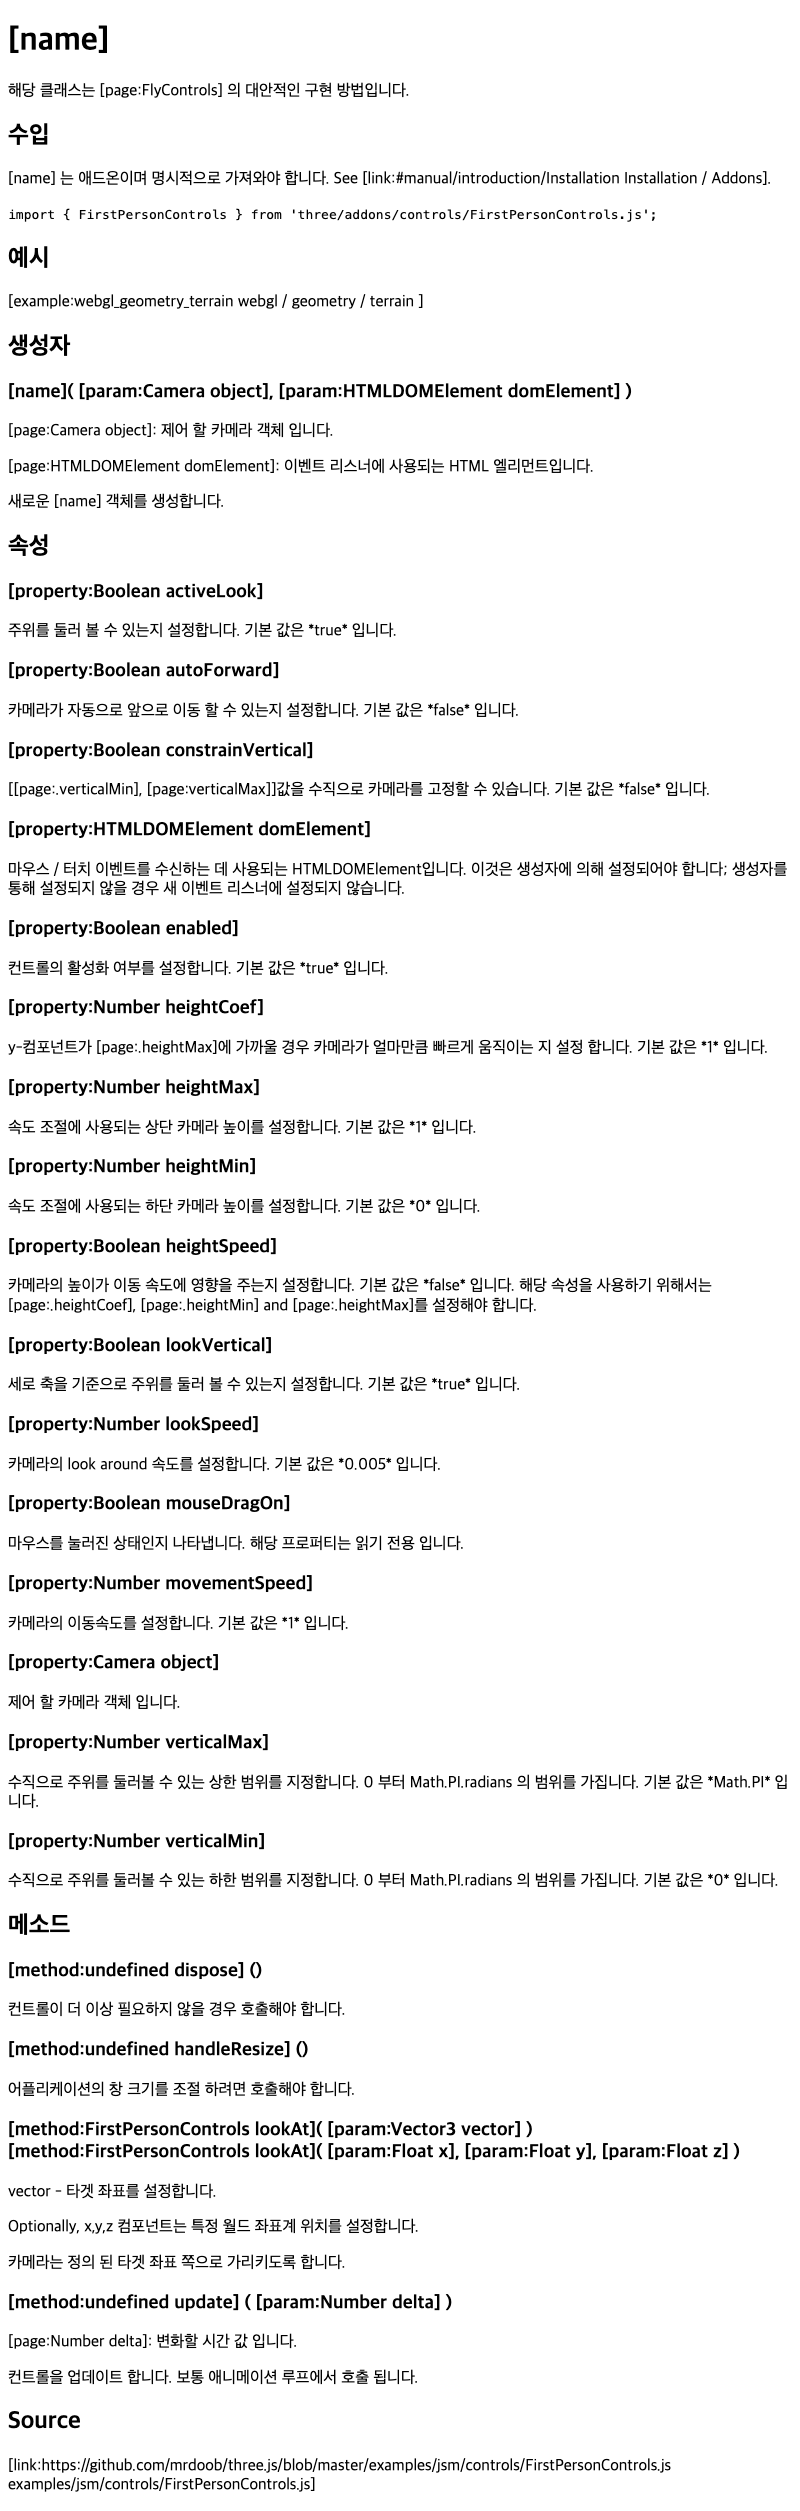 [name]
해당 클래스는 [page:FlyControls] 의 대안적인 구현 방법입니다.
수입
[name] 는 애드온이며 명시적으로 가져와야 합니다. See [link:#manual/introduction/Installation Installation / Addons].
import { FirstPersonControls } from 'three/addons/controls/FirstPersonControls.js';
예시
[example:webgl_geometry_terrain webgl / geometry / terrain ]
생성자
[name]( [param:Camera object], [param:HTMLDOMElement domElement] )
[page:Camera object]: 제어 할 카메라 객체 입니다.
[page:HTMLDOMElement domElement]: 이벤트 리스너에 사용되는 HTML 엘리먼트입니다.
새로운 [name] 객체를 생성합니다.
속성
[property:Boolean activeLook]
주위를 둘러 볼 수 있는지 설정합니다. 기본 값은 *true* 입니다.
[property:Boolean autoForward]
카메라가 자동으로 앞으로 이동 할 수 있는지 설정합니다. 기본 값은 *false* 입니다.
[property:Boolean constrainVertical]
[[page:.verticalMin], [page:verticalMax]]값을 수직으로 카메라를 고정할 수 있습니다. 기본 값은 *false* 입니다.
[property:HTMLDOMElement domElement]
마우스 / 터치 이벤트를 수신하는 데 사용되는 HTMLDOMElement입니다. 이것은 생성자에 의해 설정되어야 합니다; 생성자를
통해 설정되지 않을 경우 새 이벤트 리스너에 설정되지 않습니다.
[property:Boolean enabled]
컨트롤의 활성화 여부를 설정합니다. 기본 값은 *true* 입니다.
[property:Number heightCoef]
y-컴포넌트가 [page:.heightMax]에 가까울 경우 카메라가 얼마만큼 빠르게 움직이는 지 설정 합니다. 기본 값은 *1* 입니다.
[property:Number heightMax]
속도 조절에 사용되는 상단 카메라 높이를 설정합니다. 기본 값은 *1* 입니다.
[property:Number heightMin]
속도 조절에 사용되는 하단 카메라 높이를 설정합니다. 기본 값은 *0* 입니다.
[property:Boolean heightSpeed]
카메라의 높이가 이동 속도에 영향을 주는지 설정합니다. 기본 값은 *false* 입니다. 해당 속성을 사용하기 위해서는
[page:.heightCoef], [page:.heightMin] and [page:.heightMax]를 설정해야 합니다.
[property:Boolean lookVertical]
세로 축을 기준으로 주위를 둘러 볼 수 있는지 설정합니다. 기본 값은 *true* 입니다.
[property:Number lookSpeed]
카메라의 look around 속도를 설정합니다. 기본 값은 *0.005* 입니다.
[property:Boolean mouseDragOn]
마우스를 눌러진 상태인지 나타냅니다. 해당 프로퍼티는 읽기 전용 입니다.
[property:Number movementSpeed]
카메라의 이동속도를 설정합니다. 기본 값은 *1* 입니다.
[property:Camera object]
제어 할 카메라 객체 입니다.
[property:Number verticalMax]
수직으로 주위를 둘러볼 수 있는 상한 범위를 지정합니다. 0 부터 Math.PI.radians 의 범위를 가집니다. 기본 값은 *Math.PI* 입
니다.
[property:Number verticalMin]
수직으로 주위를 둘러볼 수 있는 하한 범위를 지정합니다. 0 부터 Math.PI.radians 의 범위를 가집니다. 기본 값은 *0* 입니다.
메소드
[method:undefined dispose] ()
컨트롤이 더 이상 필요하지 않을 경우 호출해야 합니다.
[method:undefined handleResize] ()
어플리케이션의 창 크기를 조절 하려면 호출해야 합니다.
[method:FirstPersonControls lookAt]( [param:Vector3 vector] )
[method:FirstPersonControls lookAt]( [param:Float x], [param:Float y], [param:Float z] )
vector - 타겟 좌표를 설정합니다.
Optionally, x,y,z 컴포넌트는 특정 월드 좌표계 위치를 설정합니다.
카메라는 정의 된 타겟 좌표 쪽으로 가리키도록 합니다.
[method:undefined update] ( [param:Number delta] )
[page:Number delta]: 변화할 시간 값 입니다.
컨트롤을 업데이트 합니다. 보통 애니메이션 루프에서 호출 됩니다.
Source
[link:https://github.com/mrdoob/three.js/blob/master/examples/jsm/controls/FirstPersonControls.js
examples/jsm/controls/FirstPersonControls.js]